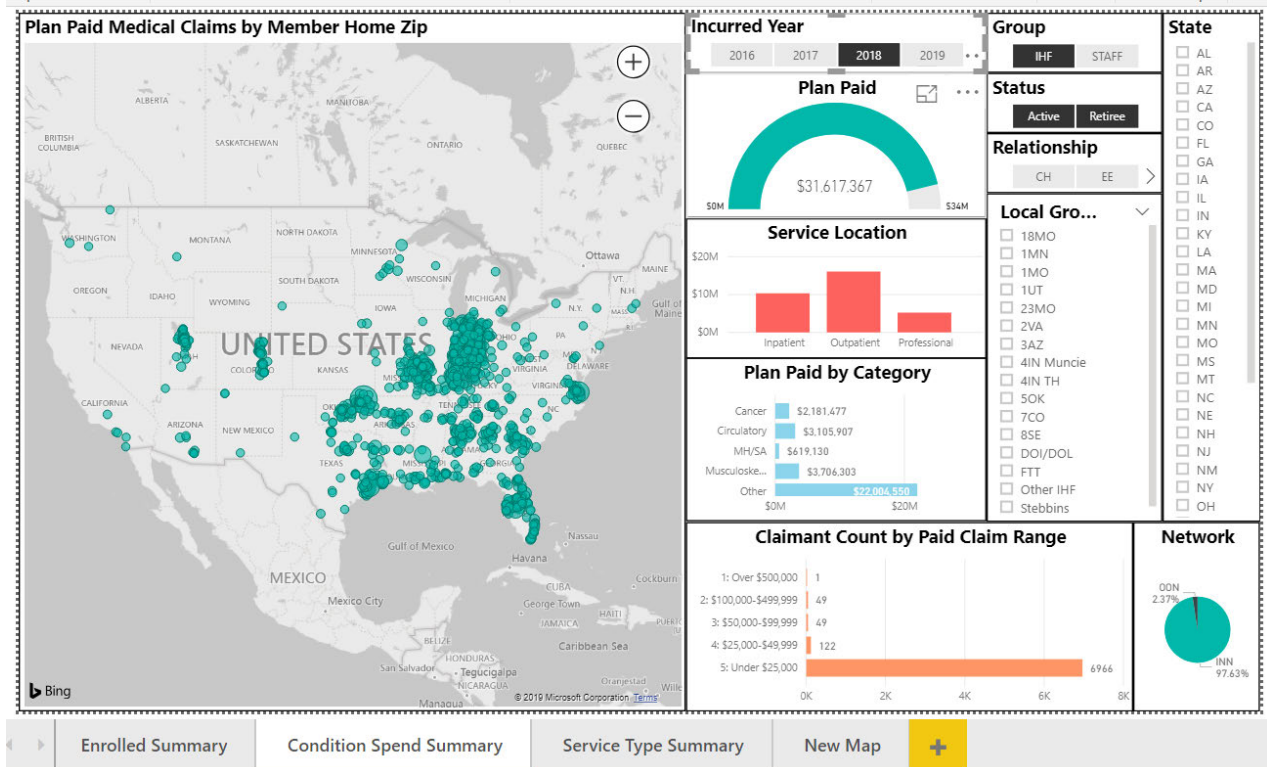 Plan Paid Medical Claims by Member Home Zip
ALBERTA
MANITOBA
BRITISH
COLUMBIA
SASKATCHEWAN
ONTARIO
QUEBEC
WASHINGTON
MONTANA
NORTH DAKOTA
MINNESOTA
Ottawa
MAINE
OREGON
IDAHO
SOUTH DAKOTA
WISCONSIN
VT.
N.H.
WYOMING
MICHIGAN
N.Y.
MASS
Gulf of
Maine
IOWA
NEVADA
UNITED STATES
OHIO
PA
COLORADO
KANSAS
WEST
VIRGINIA
DELAWARE
CALIFORNIA
N.C.
ARIZONA
NEW MEXICO
TEXAS
Gulf of Mexico
Nassau
Havana
MEXICO
CUBA
Cockburn
Mexico City
George Town
HAITI
JAMAICA
BELIZE
Caribbean Sea
HONDURAS
San Salvador
Tegucigalpa
NICARAGUA
Oranjestad
Wille
Managua
Bing
© 2019 Microsoft Corporation Terms
Incurred Year
2016 2017 2018 2019
Plan Paid
$31,617,367
$0M $34M
Service Location
$20M
$10M
$0M
Inpatient Outpatient Professional
Plan Paid by Category
Cancer $2,181,477
Circulatory $3,105,907
MH/SA $619,130
Musculoske... $3,706,303
Other $22,004,550
$0M $20M
Group
IHF STAFF
Status
Active Retiree
Relationship
CH EE
Local Gro...
18MO
1MN
1MO
1UT
23MO
2VA
3AZ
4IN Muncie
4IN TH
5OK
7CO
8SE
DOI/DOL
FTT
Other IHF
Stebbins
State
AL
AR
AZ
CA
CO
FL
GA
IA
IL
IN
KY
LA
MA
MD
MI
MN
MO
MS
MT
NC
NE
NH
NJ
NM
NY
OH
Claimant Count by Paid Claim Range
1: Over $500,000 1
2: $100,000-$499,999 49
3: $50,000-$99,999 49
4: $25,000-$49,999 122
5: Under $25,000 6966
0K 2K 4K 6K 8K
Network
OON
2.37%
INN
97.63%
Enrolled Summary
Condition Spend Summary
Service Type Summary
New Map